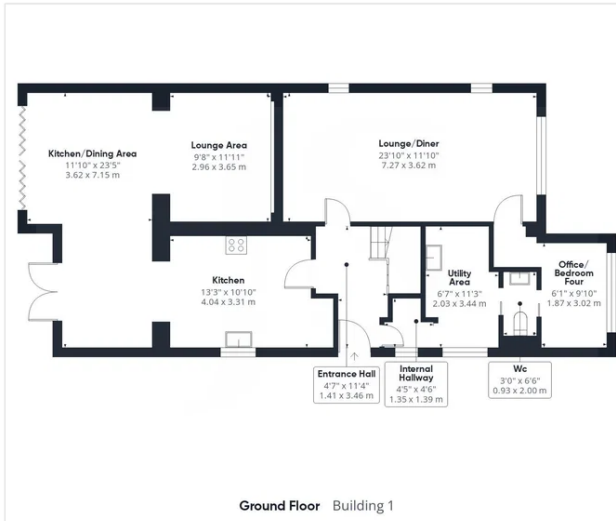 Kitchen/Dining Area
11'10" x 23'5"
3.62 x 7.15 m
Lounge Area
9'8" x 11'11"
2.96 x 3.65 m
Lounge/Diner
23'10" x 11'10"
7.27 x 3.62 m
Kitchen
13'3" x 10'10"
4.04 x 3.31 m
Utility
Area
6'7" x 11'3"
2.03 x 3.44 m
Office/
Bedroom
Four
6'1" x 9'10"
1.87 x 3.02 m
Entrance Hall
4'7" x 11'4"
1.41 x 3.46 m
Internal
Hallway
4'5" x 4'6"
1.35 x 1.39 m
Wc
3'0" x 6'6"
0.93 x 2.00 m
Ground Floor Building 1